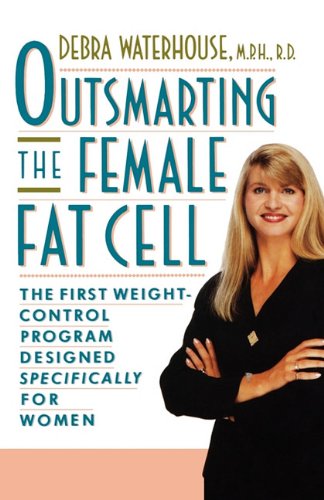 DEBRA WATERHOUSE, M.P.H., R.D.
OUTSMARTING
THE FEMALE
FAT CELL
THE FIRST WEIGHT-
CONTROL
PROGRAM
DESIGNED
SPECIFICALLY
FOR
WOMEN